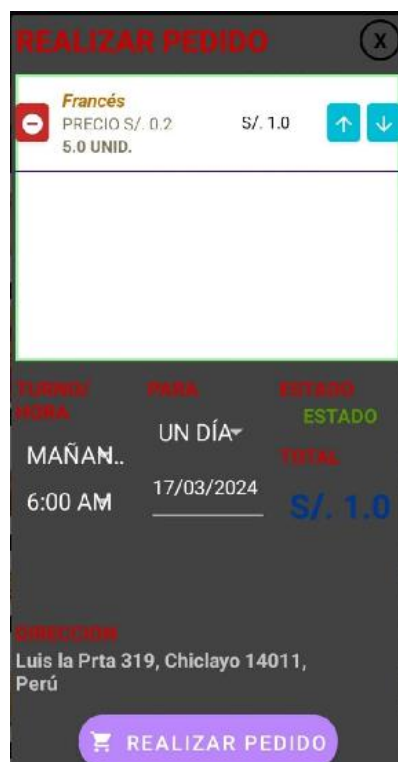 REALIZAR PEDIDO X
Francés
PRECIO S/. 0.2 S/. 1.0
5.0 UNID.
TURNO/ PARA ESTADO
HORA
UN DÍA ESTADO
MAÑAN.. TOTAL
6:00 AM 17/03/2024 S/. 1.0
DIRECCION
Luis la Prta 319, Chiclayo 14011,
Perú
REALIZAR PEDIDO